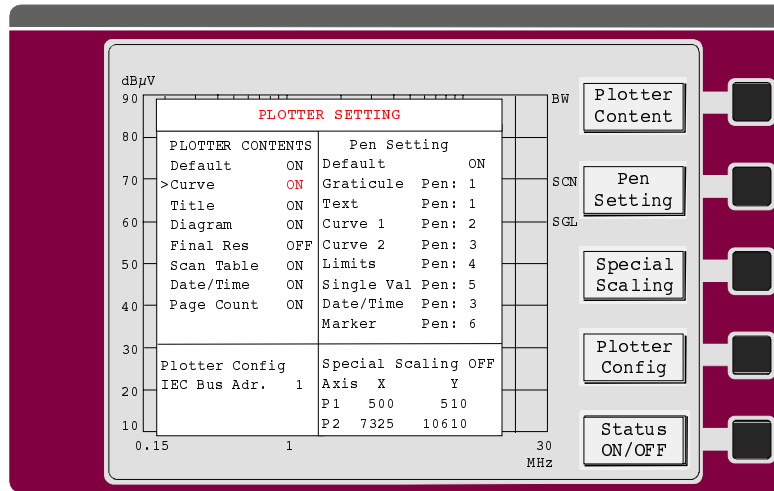 dBµV
90
80
70
60
50
40
30
20
10
0.15
1
30
MHz
BW
SCN
SGL
PLOTTER SETTING
PLOTTER CONTENTS
Default ON
>Curve ON
Title ON
Diagram ON
Final Res OFF
Scan Table ON
Date/Time ON
Page Count ON
Pen Setting
Default ON
Graticule Pen: 1
Text Pen: 1
Curve 1 Pen: 2
Curve 2 Pen: 3
Limits Pen: 4
Single Val Pen: 5
Date/Time Pen: 3
Marker Pen: 6
Plotter Config
IEC Bus Adr. 1
Special Scaling OFF
Axis X Y
P1 500 510
P2 7325 10610
Plotter
Content
Pen
Setting
Special
Scaling
Plotter
Config
Status
ON/OFF